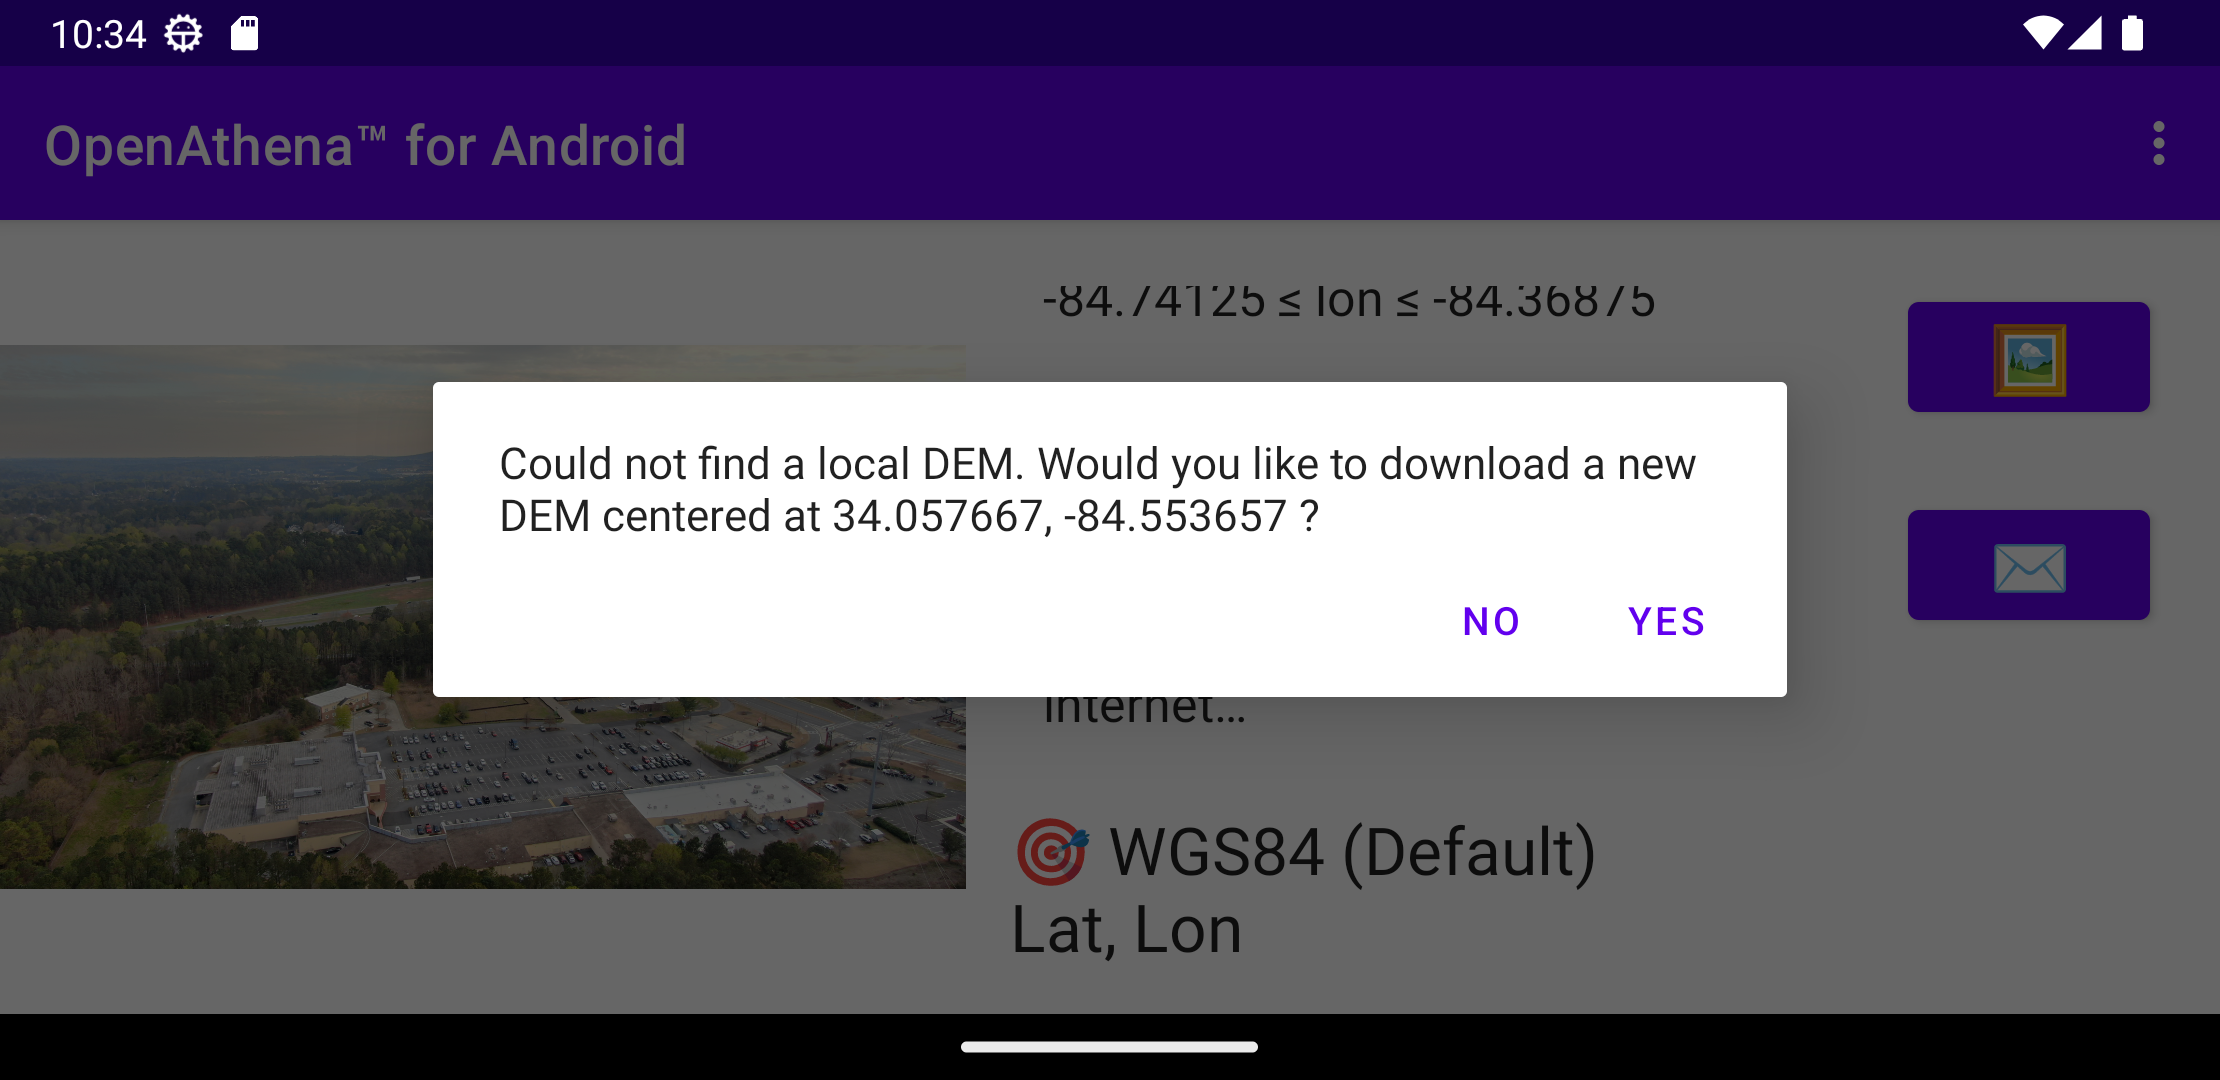 10:34
OpenAthena™ for Android
-84.74125 ≤ lon ≤ -84.36875
Could not find a local DEM. Would you like to download a new
DEM centered at 34.057667, -84.553657 ?
NO YES
internet…
🎯 WGS84 (Default)
Lat, Lon